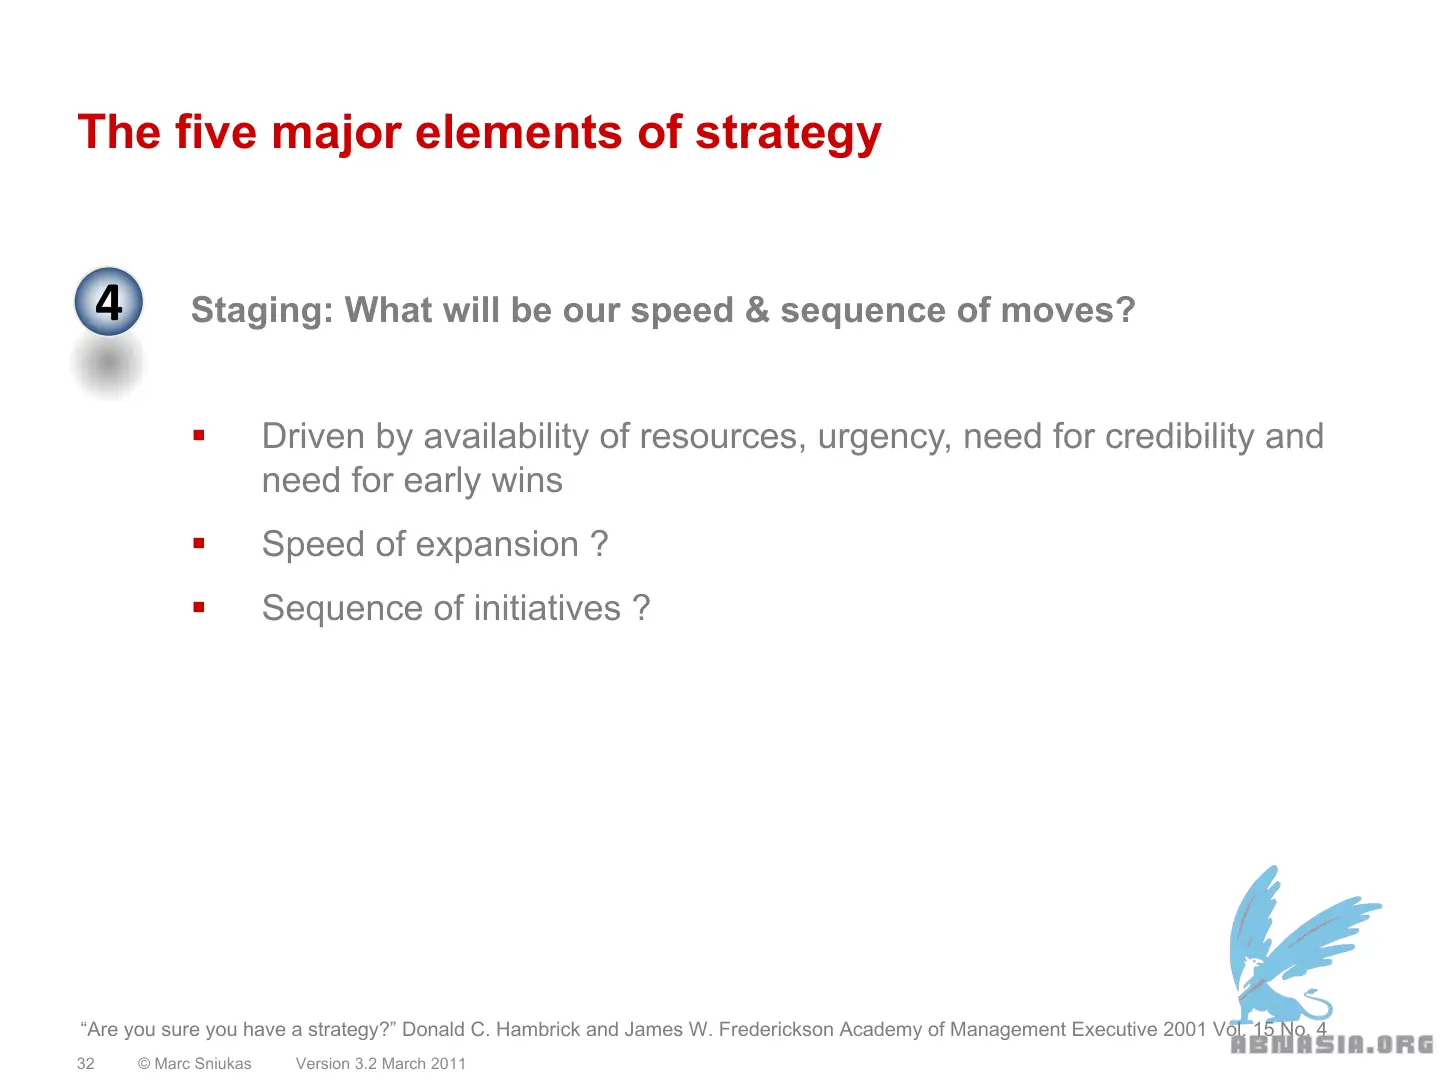 The five major elements of strategy
4
Staging: What will be our speed & sequence of moves?
Driven by availability of resources, urgency, need for credibility and
need for early wins
Speed of expansion ?
Sequence of initiatives ?
“Are you sure you have a strategy?” Donald C. Hambrick and James W. Frederickson Academy of Management Executive 2001 Vol. 15 No. 4
ABNASIA.ORG
32 © Marc Sniukas Version 3.2 March 2011